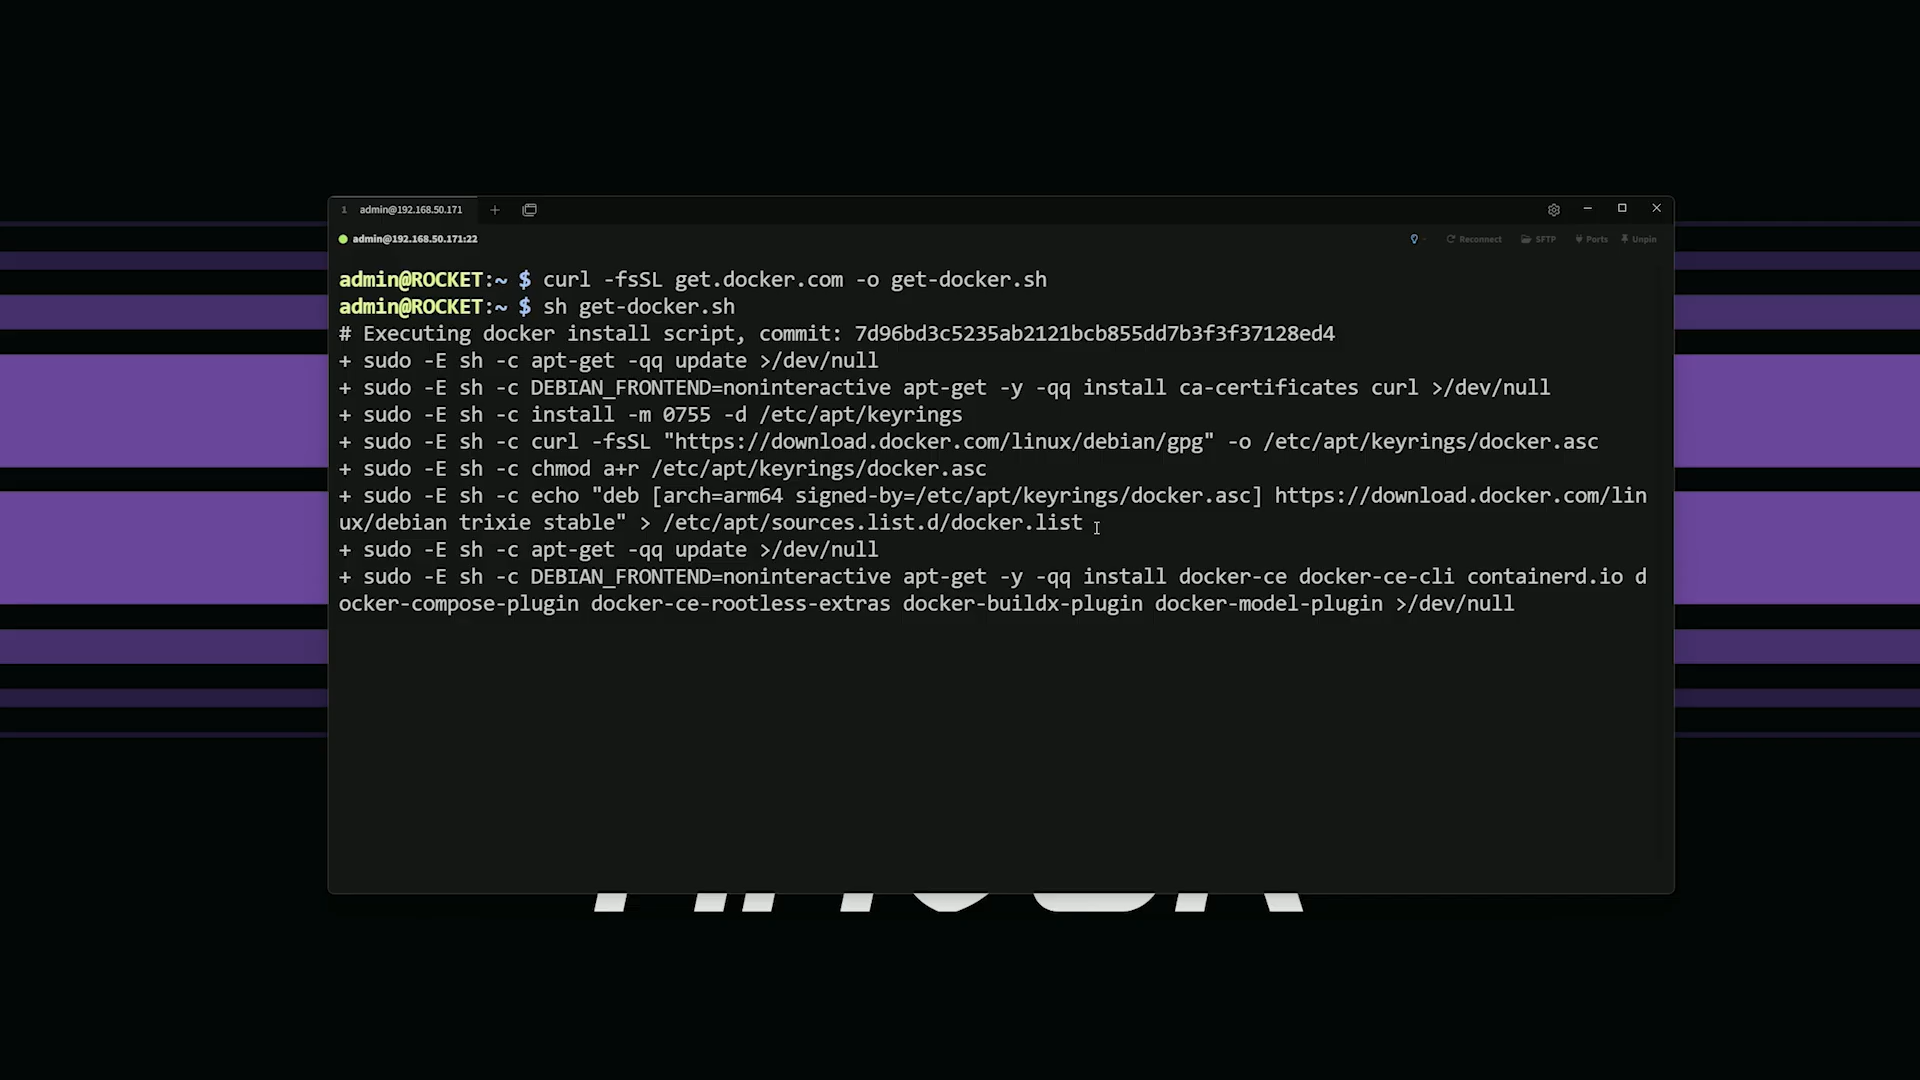 1 admin@192.168.50.171
admin@192.168.50.171:22
Reconnect SFTP Ports Unpin
admin@ROCKET:~ $ curl -fsSL get.docker.com -o get-docker.sh
admin@ROCKET:~ $ sh get-docker.sh
# Executing docker install script, commit: 7d96bd3c5235ab2121bcb855dd7b3f3f37128ed4
+ sudo -E sh -c apt-get -qq update >/dev/null
+ sudo -E sh -c DEBIAN_FRONTEND=noninteractive apt-get -y -qq install ca-certificates curl >/dev/null
+ sudo -E sh -c install -m 0755 -d /etc/apt/keyrings
+ sudo -E sh -c curl -fsSL "https://download.docker.com/linux/debian/gpg" -o /etc/apt/keyrings/docker.asc
+ sudo -E sh -c chmod a+r /etc/apt/keyrings/docker.asc
+ sudo -E sh -c echo "deb [arch=arm64 signed-by=/etc/apt/keyrings/docker.asc] https://download.docker.com/lin
ux/debian trixie stable" > /etc/apt/sources.list.d/docker.list
+ sudo -E sh -c apt-get -qq update >/dev/null
+ sudo -E sh -c DEBIAN_FRONTEND=noninteractive apt-get -y -qq install docker-ce docker-ce-cli containerd.io d
ocker-compose-plugin docker-ce-rootless-extras docker-buildx-plugin docker-model-plugin >/dev/null